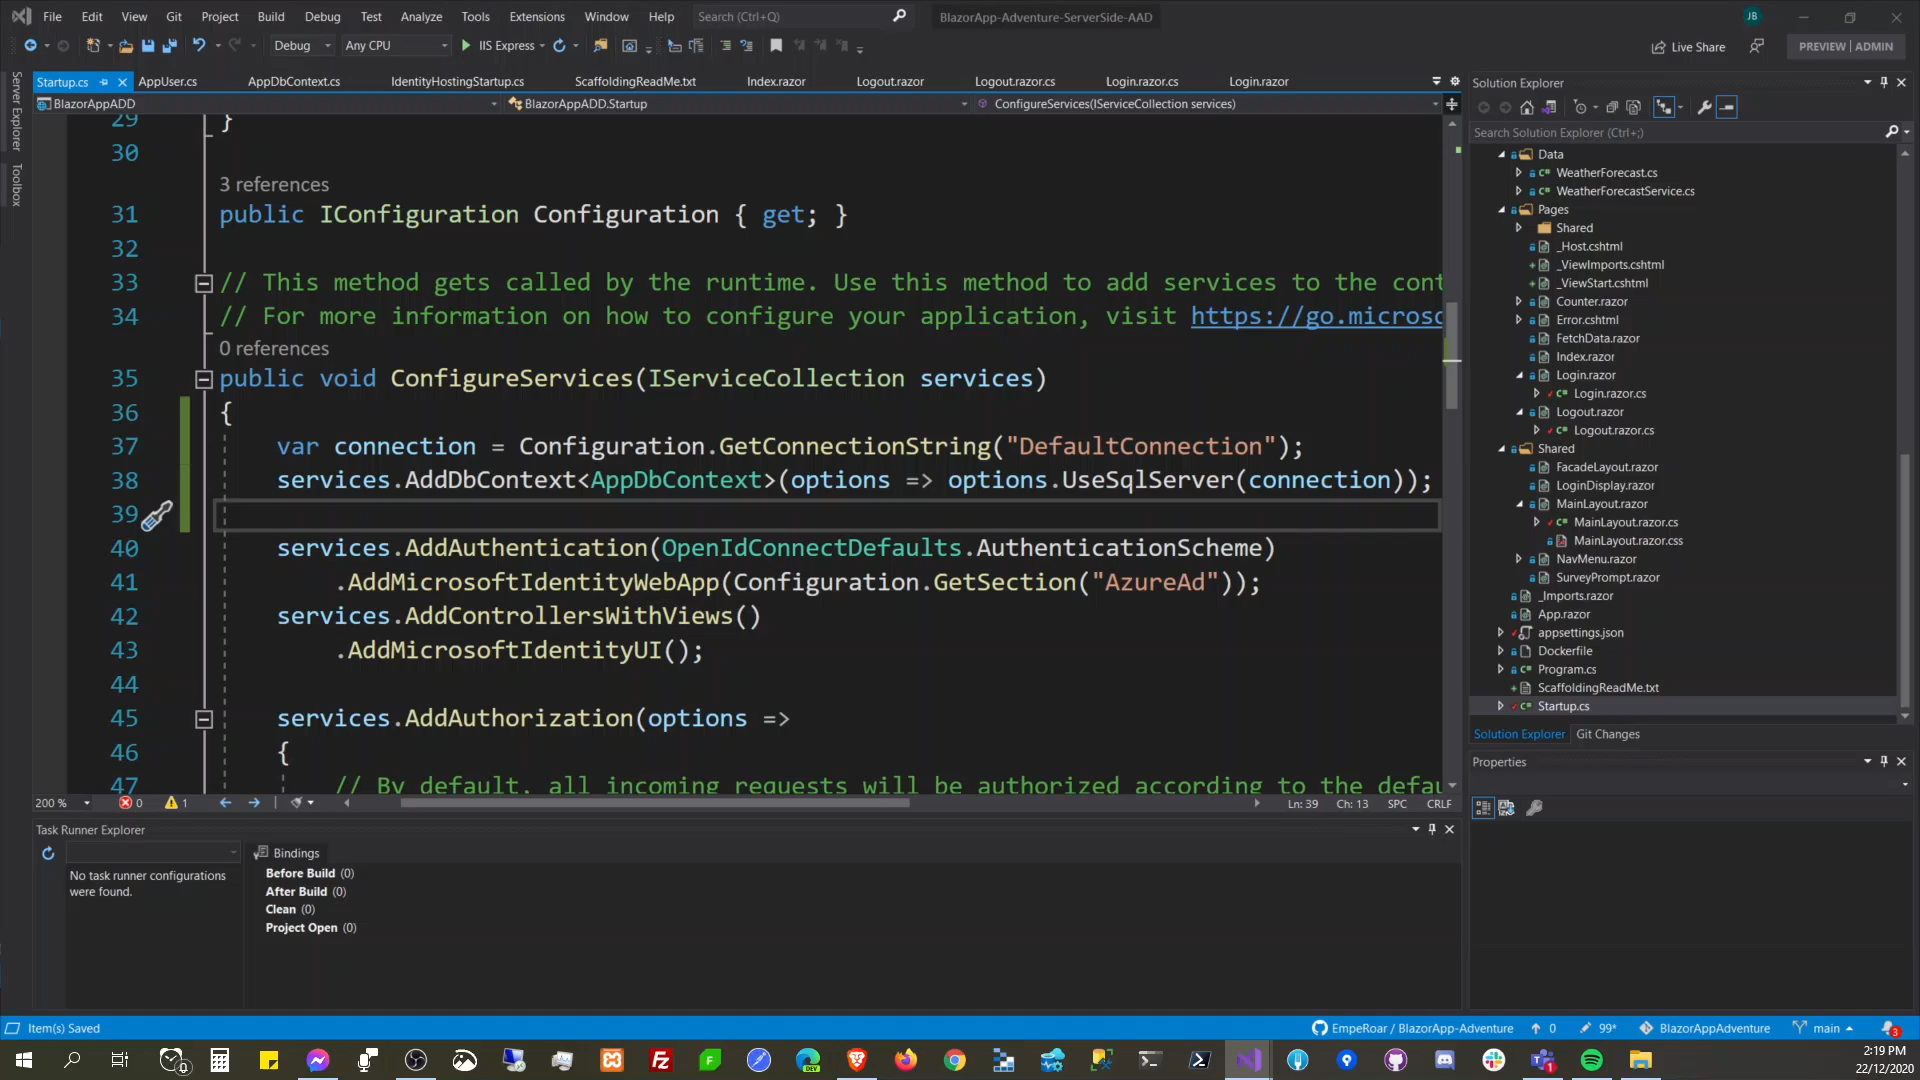 File Edit View Git Project Build Debug Test Analyze Tools Extensions Window Help Search (Ctrl+Q) BlazorApp-Adventure-ServerSide-AAD JB
Debug Any CPU IIS Express Live Share PREVIEW | ADMIN
Startup.cs AppUser.cs AppDbContext.cs IdentityHostingStartup.cs ScaffoldingReadMe.txt Index.razor Logout.razor Logout.razor.cs Login.razor.cs Login.razor
BlazorAppADD BlazorAppADD.Startup ConfigureServices(IServiceCollection services)
Server Explorer
Toolbox
29 }
30
3 references
31 public IConfiguration Configuration { get; }
32
33 // This method gets called by the runtime. Use this method to add services to the cont
34 // For more information on how to configure your application, visit https://go.microsc
0 references
35 public void ConfigureServices(IServiceCollection services)
36 {
37 var connection = Configuration.GetConnectionString("DefaultConnection");
38 services.AddDbContext<AppDbContext>(options => options.UseSqlServer(connection));
39
40 services.AddAuthentication(OpenIdConnectDefaults.AuthenticationScheme)
41 .AddMicrosoftIdentityWebApp(Configuration.GetSection("AzureAd"));
42 services.AddControllersWithViews()
43 .AddMicrosoftIdentityUI();
44
45 services.AddAuthorization(options =>
46 {
47 // By default, all incoming requests will be authorized according to the defau
200 % 0 1 Ln: 39 Ch: 13 SPC CRLF
Task Runner Explorer
No task runner configurations
were found.
Bindings
Before Build (0)
After Build (0)
Clean (0)
Project Open (0)
Solution Explorer
Search Solution Explorer (Ctrl+;)
Data
WeatherForecast.cs
WeatherForecastService.cs
Pages
Shared
_Host.cshtml
_ViewImports.cshtml
_ViewStart.cshtml
Counter.razor
Error.cshtml
FetchData.razor
Index.razor
Login.razor
Login.razor.cs
Logout.razor
Logout.razor.cs
Shared
FacadeLayout.razor
LoginDisplay.razor
MainLayout.razor
MainLayout.razor.cs
MainLayout.razor.css
NavMenu.razor
SurveyPrompt.razor
_Imports.razor
App.razor
appsettings.json
Dockerfile
Program.cs
ScaffoldingReadMe.txt
Startup.cs
Solution Explorer Git Changes
Properties
Item(s) Saved EmpeRoar / BlazorApp-Adventure 0 99* BlazorAppAdventure main 3
2:19 PM
22/12/2020